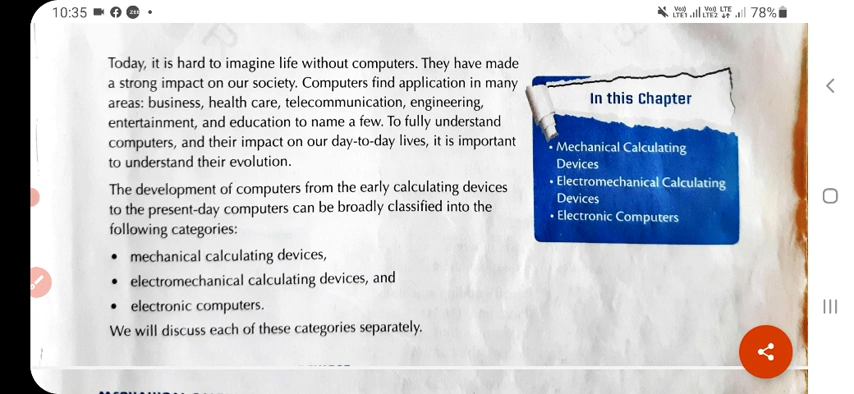 10:35
LTE1
LTE2
LTE
78%
Today, it is hard to imagine life without computers. They have made
a strong impact on our society. Computers find application in many
areas: business, health care, telecommunication, engineering,
entertainment, and education to name a few. To fully understand
computers, and their impact on our day-to-day lives, it is important
to understand their evolution.
The development of computers from the early calculating devices
to the present-day computers can be broadly classified into the
following categories:
• mechanical calculating devices,
• electromechanical calculating devices, and
• electronic computers.
We will discuss each of these categories separately.
In this Chapter
• Mechanical Calculating
Devices
• Electromechanical Calculating
Devices
• Electronic Computers